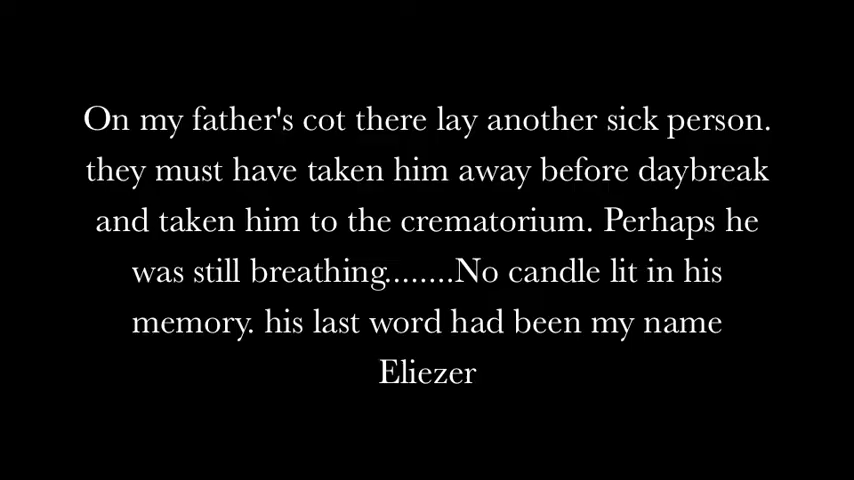 On my father's cot there lay another sick person.
they must have taken him away before daybreak
and taken him to the crematorium. Perhaps he
was still breathing........No candle lit in his
memory. his last word had been my name
Eliezer